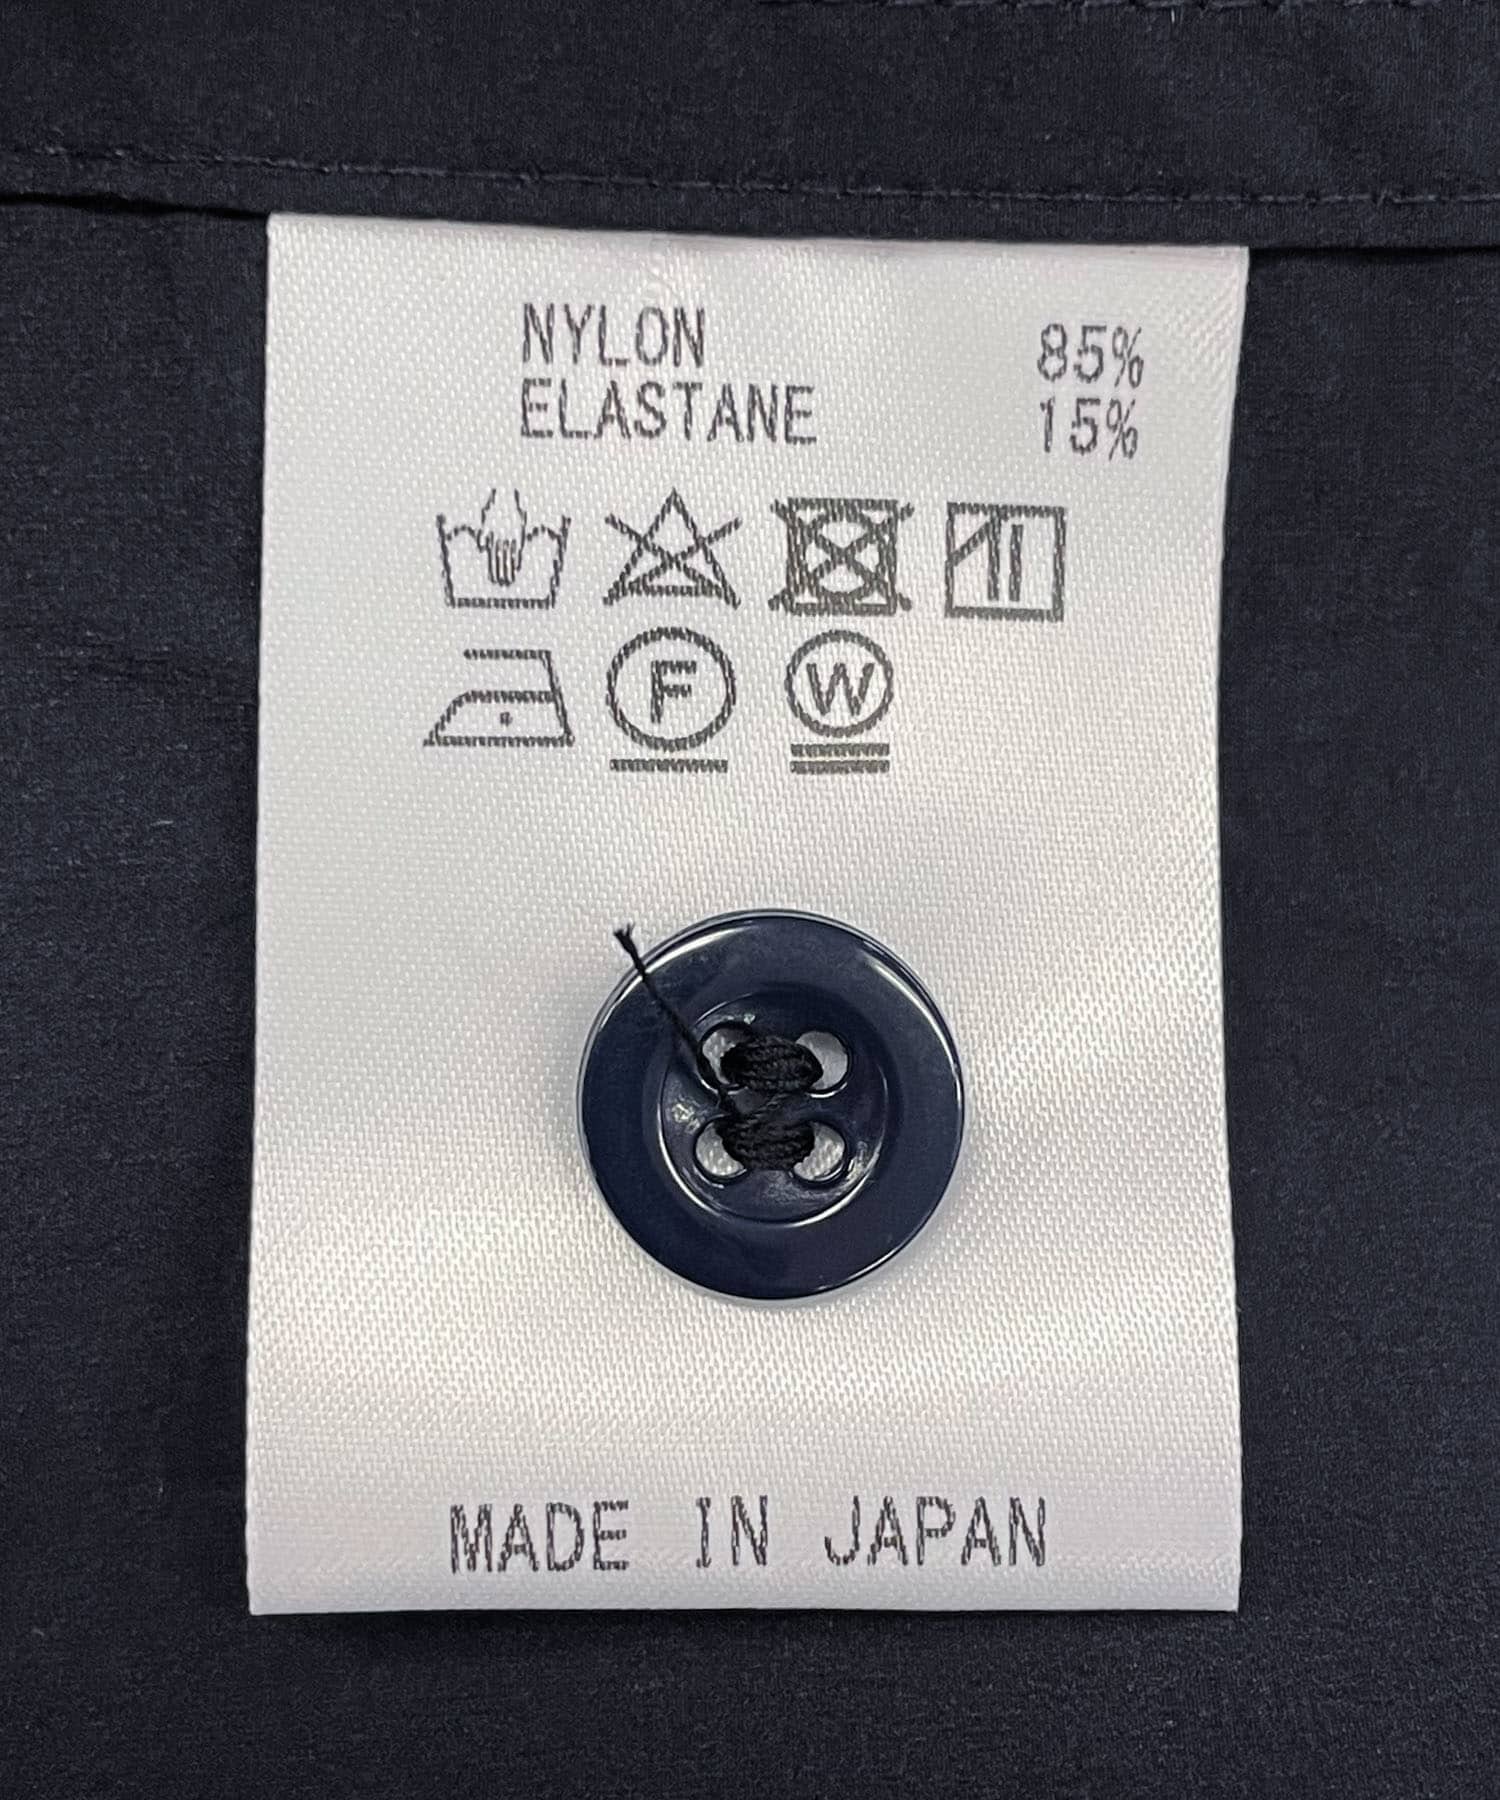 NYLON 85%
ELASTANE 15%
F W
MADE IN JAPAN